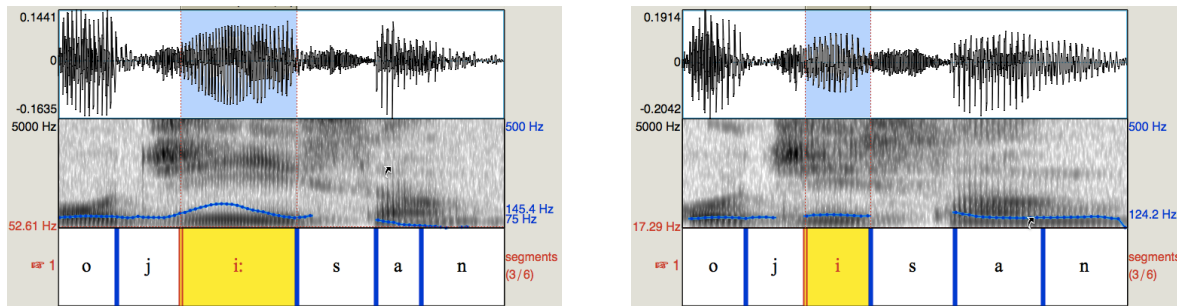 0.1441
0
-0.1635
5000 Hz
500 Hz
145.4 Hz
75 Hz
52.61 Hz
☞ 1
o j i: s a n
segments
(3/6)
0.1914
0
-0.2042
5000 Hz
500 Hz
124.2 Hz
17.29 Hz
☞ 1
o j i s a n
segments
(3/6)